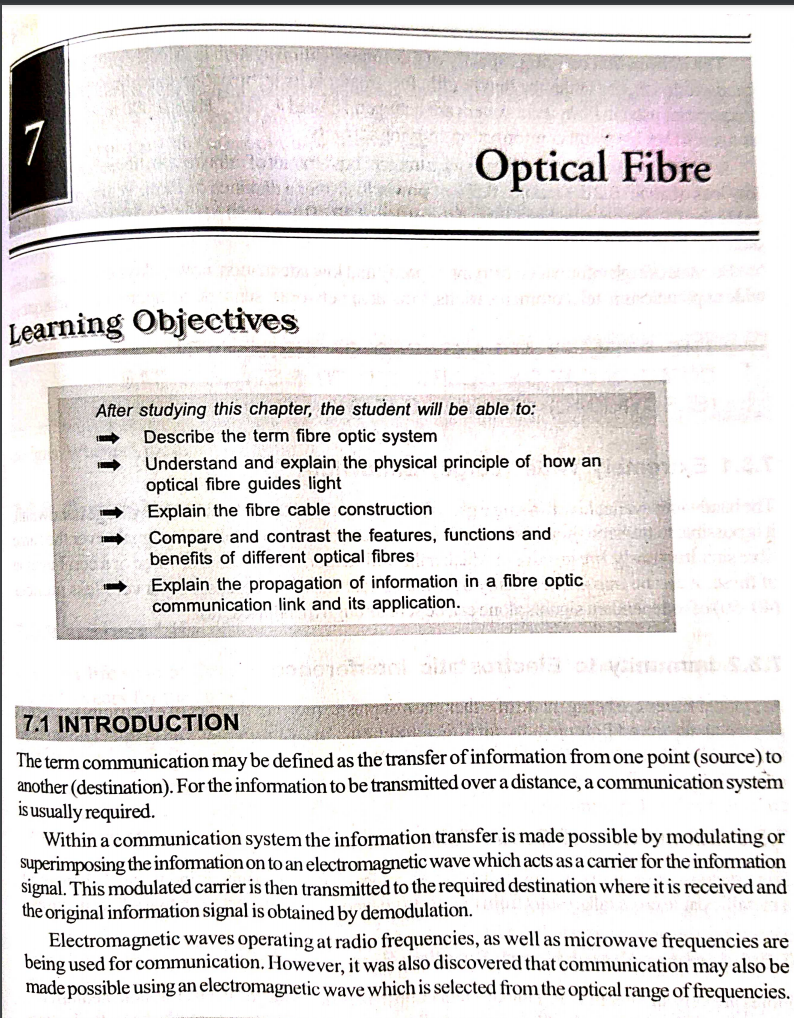 7
Optical Fibre
Learning Objectives
After studying this chapter, the student will be able to:
Describe the term fibre optic system
Understand and explain the physical principle of how an
optical fibre guides light
Explain the fibre cable construction
Compare and contrast the features, functions and
benefits of different optical fibres
Explain the propagation of information in a fibre optic
communication link and its application.
7.1 INTRODUCTION
The term communication may be defined as the transfer of information from one point (source) to
another (destination). For the information to be transmitted over a distance, a communication system
is usually required.
Within a communication system the information transfer is made possible by modulating or
superimposing the information on to an electromagnetic wave which acts as a carrier for the information
signal. This modulated carrier is then transmitted to the required destination where it is received and
the original information signal is obtained by demodulation.
Electromagnetic waves operating at radio frequencies, as well as microwave frequencies are
being used for communication. However, it was also discovered that communication may also be
made possible using an electromagnetic wave which is selected from the optical range of frequencies.